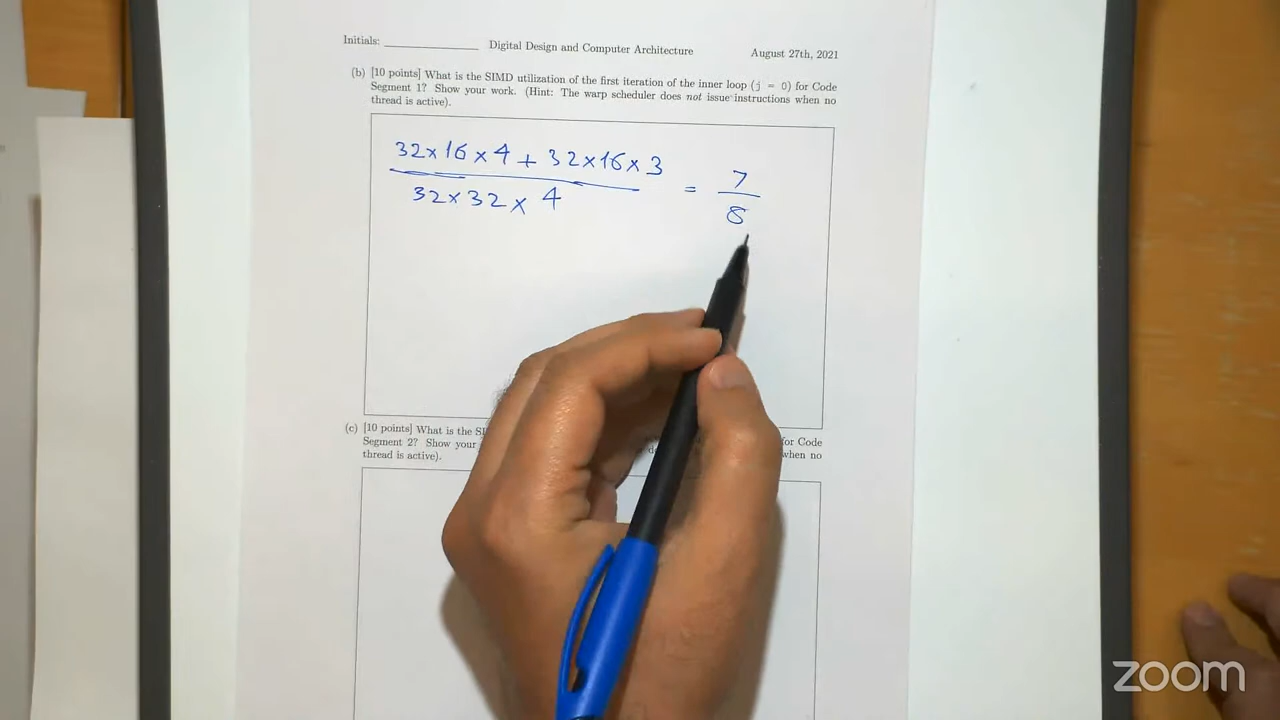 Initials: Digital Design and Computer Architecture August 27th, 2021
(b) [10 points] What is the SIMD utilization of the first iteration of the inner loop (j = 0) for Code
Segment 1? Show your work. (Hint: The warp scheduler does not issue instructions when no
thread is active).
32×16×4 + 32×16×3
32×32×4
= 7
8
(c) [10 points] What is the for Code
Segment 2? Show your when no
thread is active).
zoom